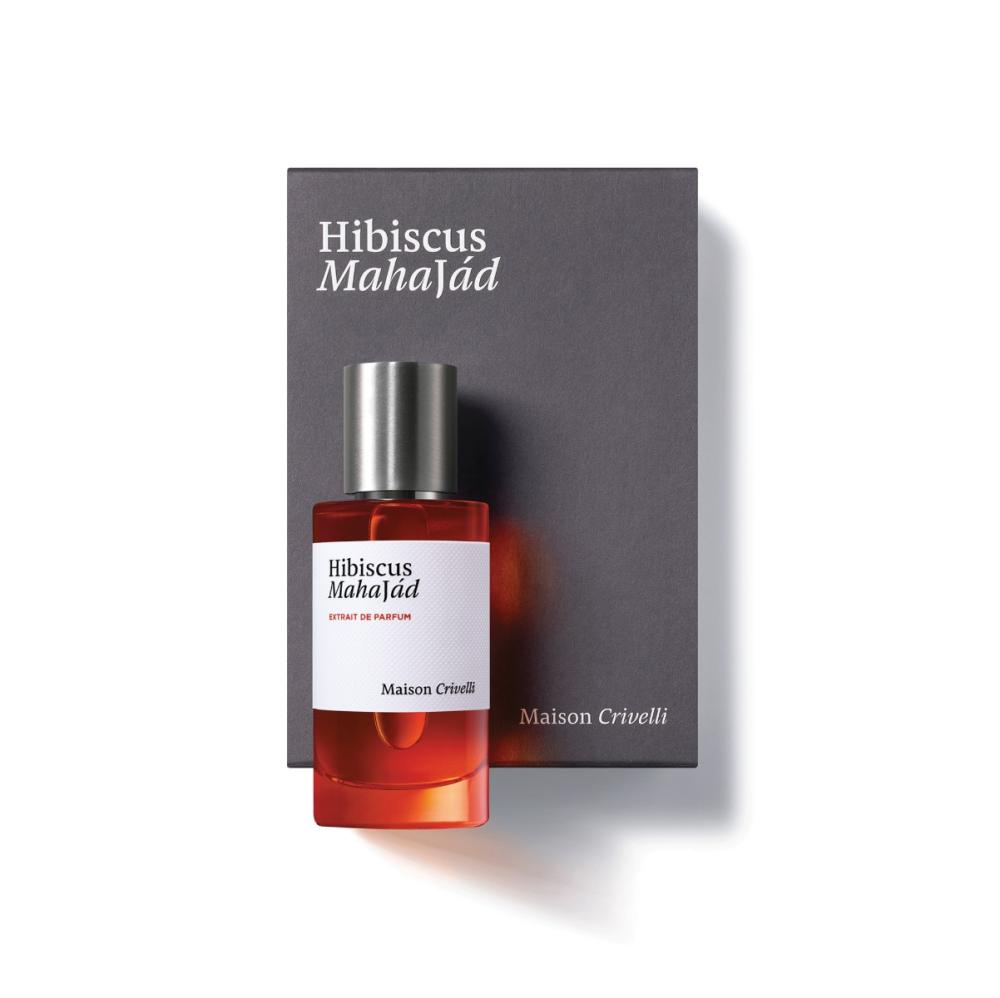 Hibiscus
MahaJád
Hibiscus
MahaJád
EXTRAIT DE PARFUM
Maison Crivelli
Maison Crivelli